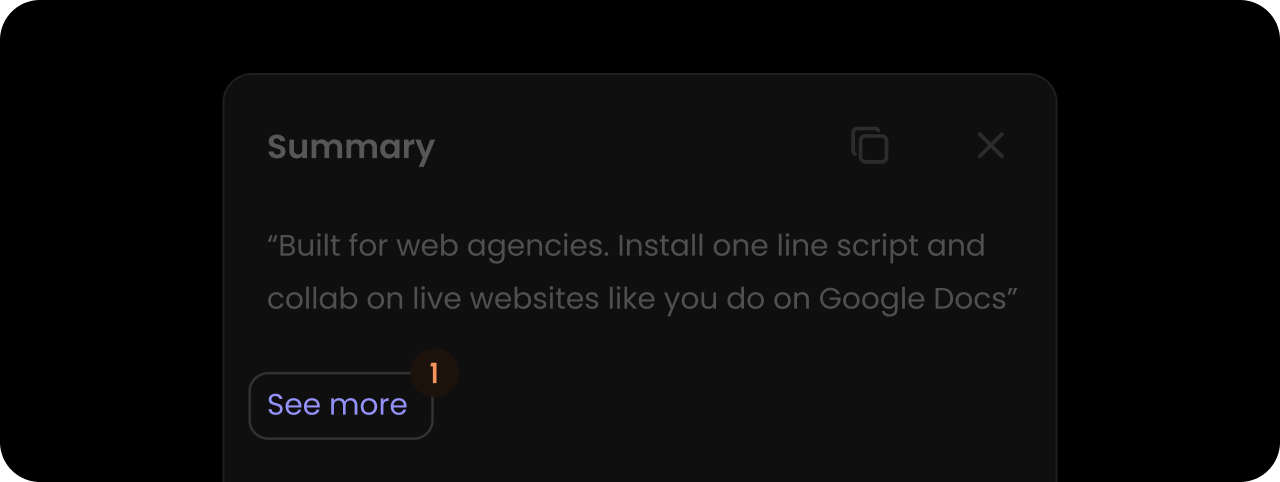 Summary
“Built for web agencies. Install one line script and
collab on live websites like you do on Google Docs”
1
See more